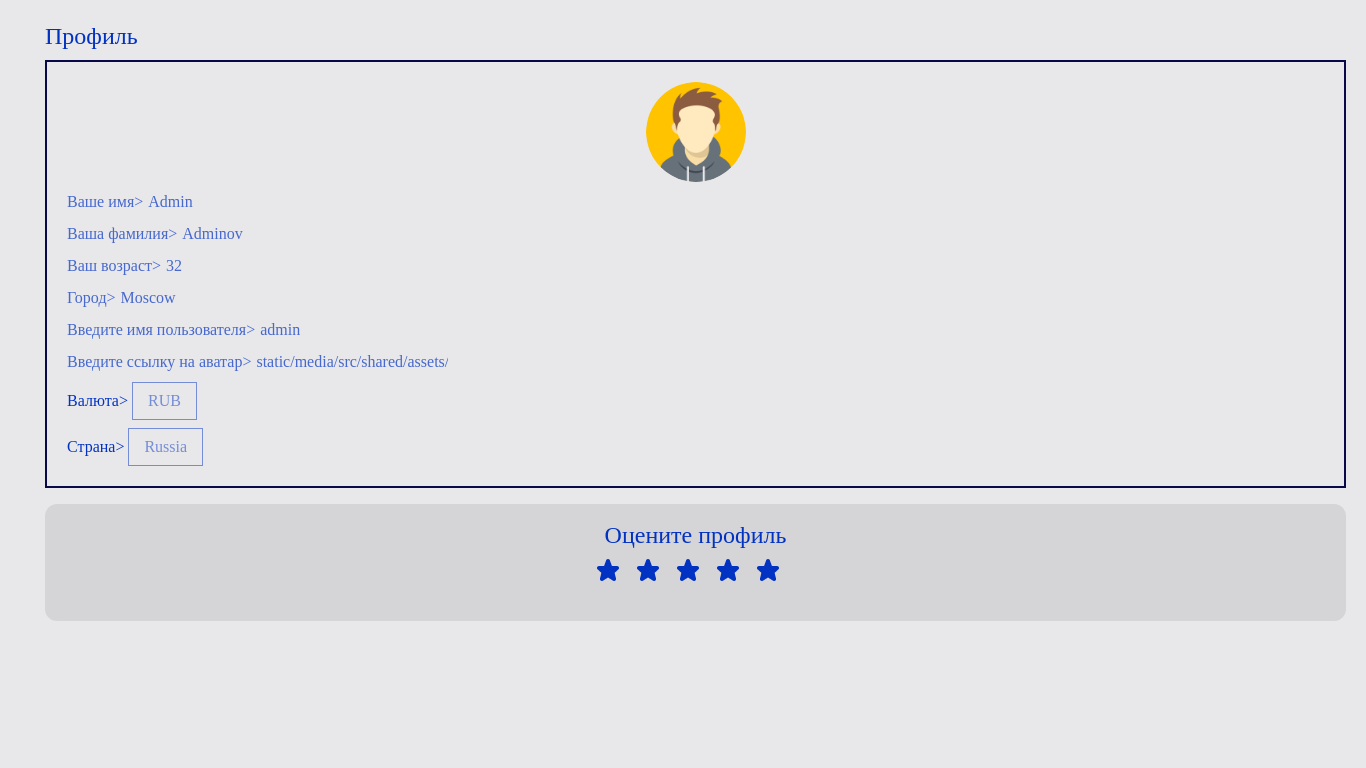 Профиль
Ваше имя> Admin
Ваша фамилия> Adminov
Ваш возраст> 32
Город> Moscow
Введите имя пользователя> admin
Введите ссылку на аватар> static/media/src/shared/assets/
Валюта> RUB
Страна> Russia
Оцените профиль